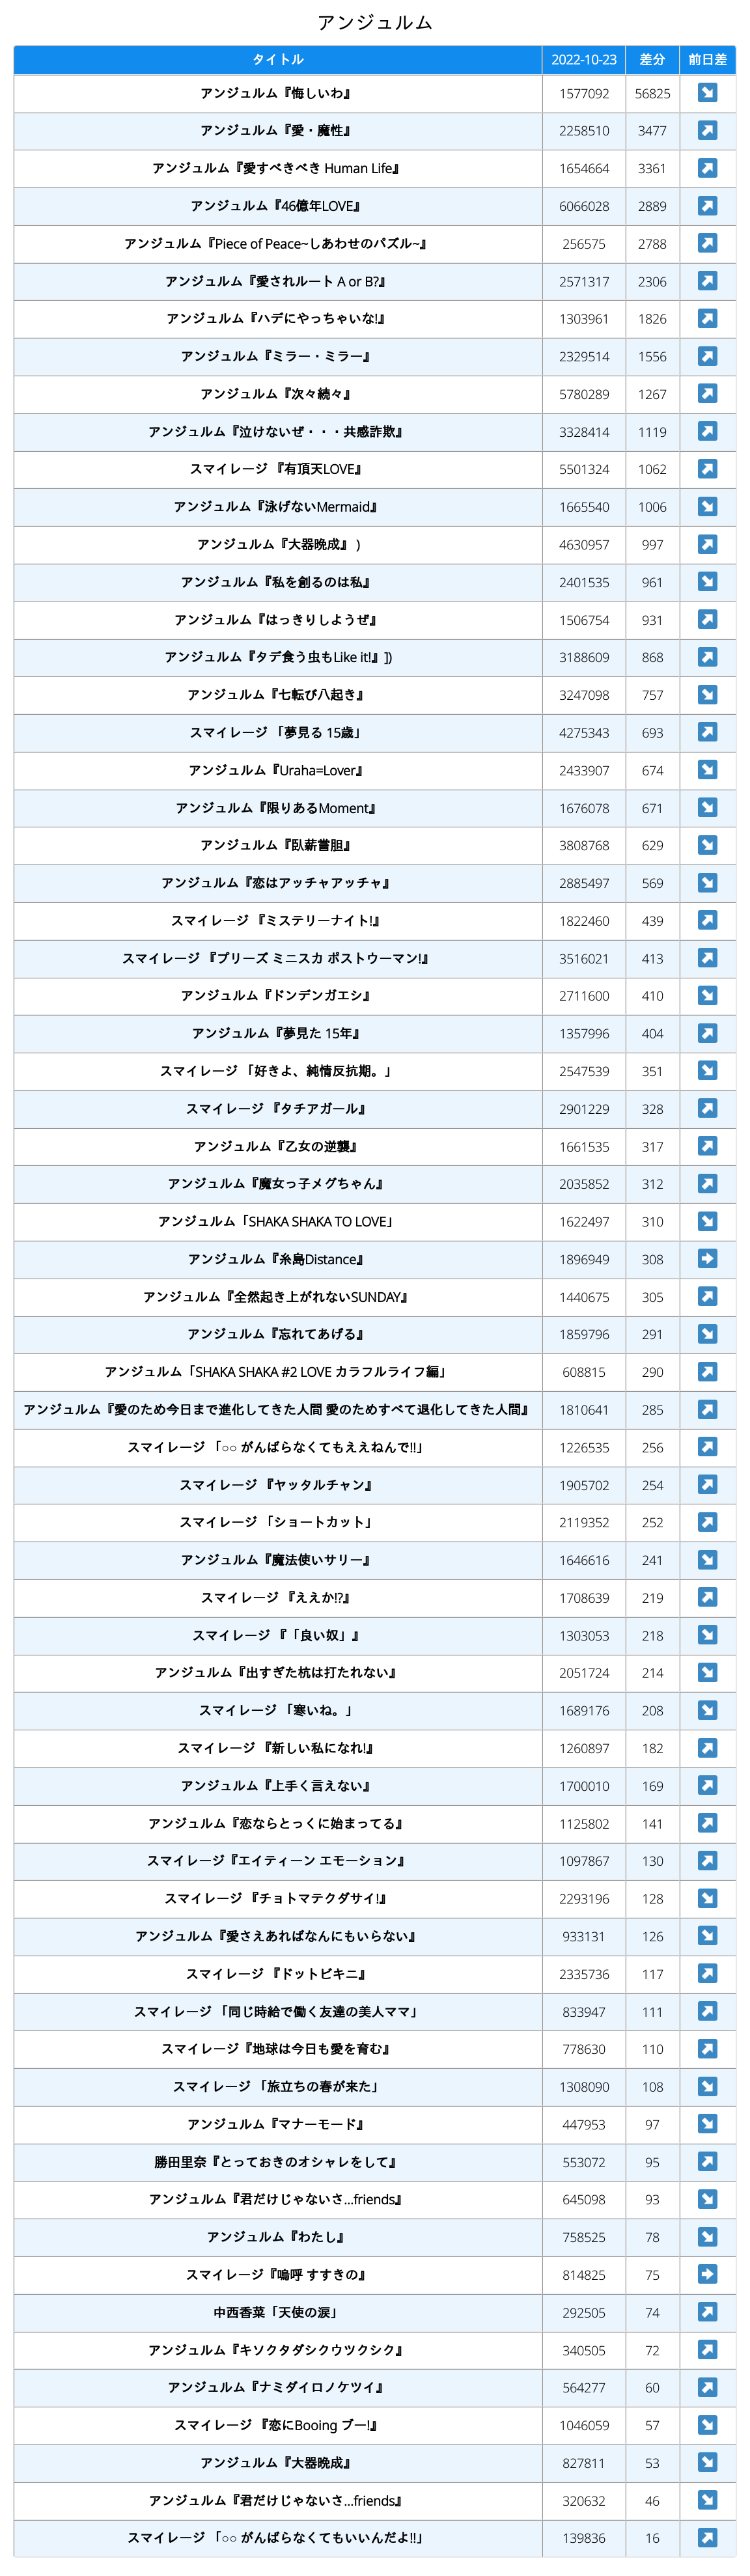 アンジュルム
タイトル 2022-10-23 差分 前日差
アンジュルム『悔しいわ』 1577092 56825 ↘
アンジュルム『愛・魔性』 2258510 3477 ↗
アンジュルム『愛すべきべき Human Life』 1654664 3361 ↗
アンジュルム『46億年LOVE』 6066028 2889 ↗
アンジュルム『Piece of Peace~しあわせのパズル~』 256575 2788 ↗
アンジュルム『愛されルート A or B?』 2571317 2306 ↗
アンジュルム『ハデにやっちゃいな!』 1303961 1826 ↗
アンジュルム『ミラー・ミラー』 2329514 1556 ↗
アンジュルム『次々続々』 5780289 1267 ↗
アンジュルム『泣けないぜ・・・共感詐欺』 3328414 1119 ↗
スマイレージ 『有頂天LOVE』 5501324 1062 ↗
アンジュルム『泳げないMermaid』 1665540 1006 ↘
アンジュルム『大器晩成』 ) 4630957 997 ↗
アンジュルム『私を創るのは私』 2401535 961 ↘
アンジュルム『はっきりしようぜ』 1506754 931 ↗
アンジュルム『タデ食う虫もLike it!』]) 3188609 868 ↗
アンジュルム『七転び八起き』 3247098 757 ↘
スマイレージ 「夢見る 15歳」 4275343 693 ↗
アンジュルム『Uraha=Lover』 2433907 674 ↘
アンジュルム『限りあるMoment』 1676078 671 ↘
アンジュルム『臥薪嘗胆』 3808768 629 ↘
アンジュルム『恋はアッチャアッチャ』 2885497 569 ↘
スマイレージ 『ミステリーナイト!』 1822460 439 ↗
スマイレージ 『プリーズ ミニスカ ポストウーマン!』 3516021 413 ↗
アンジュルム『ドンデンガエシ』 2711600 410 ↘
アンジュルム『夢見た 15年』 1357996 404 ↗
スマイレージ 「好きよ、純情反抗期。」 2547539 351 ↘
スマイレージ 『タチアガール』 2901229 328 ↗
アンジュルム『乙女の逆襲』 1661535 317 ↗
アンジュルム『魔女っ子メグちゃん』 2035852 312 ↗
アンジュルム「SHAKA SHAKA TO LOVE」 1622497 310 ↘
アンジュルム『糸島Distance』 1896949 308 →
アンジュルム『全然起き上がれないSUNDAY』 1440675 305 ↗
アンジュルム『忘れてあげる』 1859796 291 ↘
アンジュルム「SHAKA SHAKA #2 LOVE カラフルライフ編」 608815 290 ↗
アンジュルム『愛のため今日まで進化してきた人間 愛のためすべて退化してきた人間』 1810641 285 ↗
スマイレージ 「○○ がんばらなくてもええねんで!!」 1226535 256 ↗
スマイレージ 『ヤッタルチャン』 1905702 254 ↗
スマイレージ 「ショートカット」 2119352 252 ↗
アンジュルム『魔法使いサリー』 1646616 241 ↘
スマイレージ 『ええか!?』 1708639 219 ↗
スマイレージ 『「良い奴」』 1303053 218 ↘
アンジュルム『出すぎた杭は打たれない』 2051724 214 ↘
スマイレージ 「寒いね。」 1689176 208 ↘
スマイレージ 『新しい私になれ!』 1260897 182 ↗
アンジュルム『上手く言えない』 1700010 169 ↗
アンジュルム『恋ならとっくに始まってる』 1125802 141 ↗
スマイレージ『エイティーン エモーション』 1097867 130 ↗
スマイレージ 『チョトマテクダサイ!』 2293196 128 ↘
アンジュルム『愛さえあればなんにもいらない』 933131 126 ↘
スマイレージ 『ドットビキニ』 2335736 117 ↗
スマイレージ 「同じ時給で働く友達の美人ママ」 833947 111 ↗
スマイレージ『地球は今日も愛を育む』 778630 110 ↗
スマイレージ 「旅立ちの春が来た」 1308090 108 ↘
アンジュルム『マナーモード』 447953 97 ↘
勝田里奈『とっておきのオシャレをして』 553072 95 ↗
アンジュルム『君だけじゃないさ...friends』 645098 93 ↘
アンジュルム『わたし』 758525 78 ↘
スマイレージ『嗚呼 すすきの』 814825 75 →
中西香菜「天使の涙」 292505 74 ↗
アンジュルム『キソクタダシクウツクシク』 340505 72 ↗
アンジュルム『ナミダイロノケツイ』 564277 60 ↗
スマイレージ 『恋にBooing ブー!』 1046059 57 ↘
アンジュルム『大器晩成』 827811 53 ↘
アンジュルム『君だけじゃないさ...friends』 320632 46 ↘
スマイレージ 「○○ がんばらなくてもいいんだよ!!」 139836 16 ↗